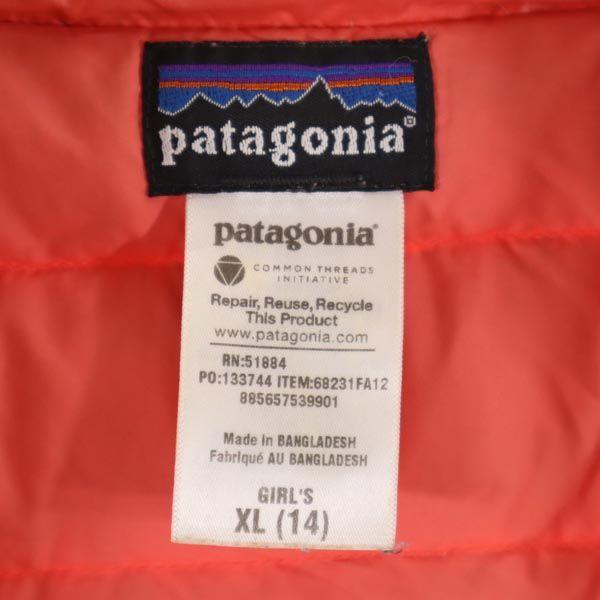 patagonia®
patagonia®
COMMON THREADS
INITIATIVE
Repair, Reuse, Recycle
This Product
www.patagonia.com
RN:51884
PO:133744 ITEM:68231FA12
885657539901
Made in BANGLADESH
Fabriqué AU BANGLADESH
GIRL'S
XL (14)